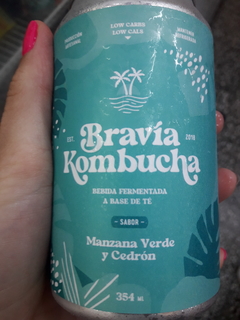 LOW CARBS
LOW CALS
EST. 2018
Bravía
Kombucha
BEBIDA FERMENTADA
A BASE DE TÉ
- SABOR -
Manzana Verde
y Cedrón
354 ml